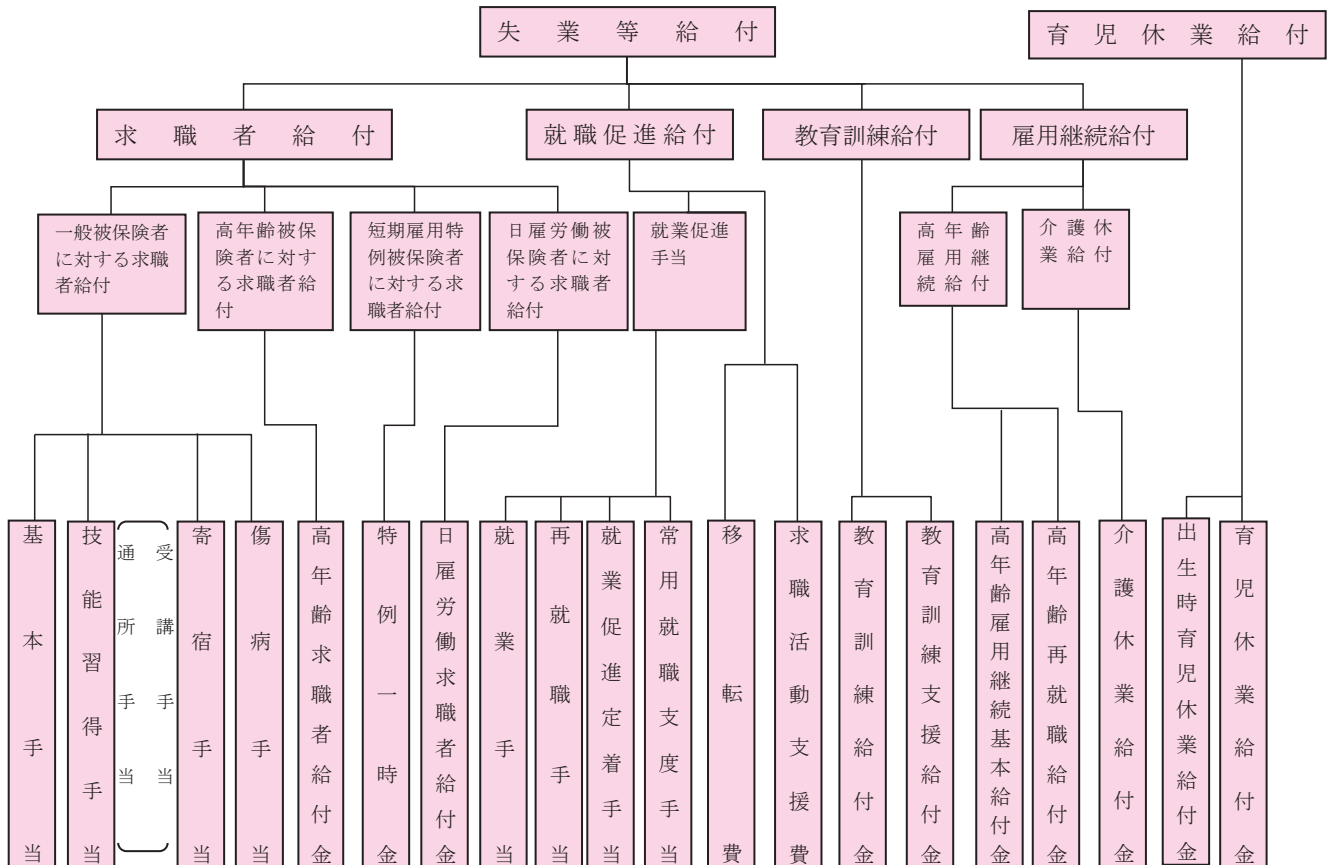 失業等給付
育児休業給付
求職者給付
就職促進給付
教育訓練給付
雇用継続給付
一般被保険者
に対する求職
者給付
高年齢被保
険者に対す
る求職者給
付
短期雇用特
例被保険者
に対する求
職者給付
日雇労働被
保険者に対
する求職者
給付
就業促進
手当
高年齢
雇用継
続給付
介護休
業給付
基本手当
技能習得手当
受講手当
通所手当
寄宿手当
傷病手当
高年齢求職者給付金
特例一時金
日雇労働求職者給付金
就業手当
再就職手当
就業促進定着手当
常用就職支度手当
移転費
求職活動支援費
教育訓練給付金
教育訓練支援給付金
高年齢雇用継続基本給付金
高年齢再就職給付金
介護休業給付金
出生時育児休業給付金
育児休業給付金